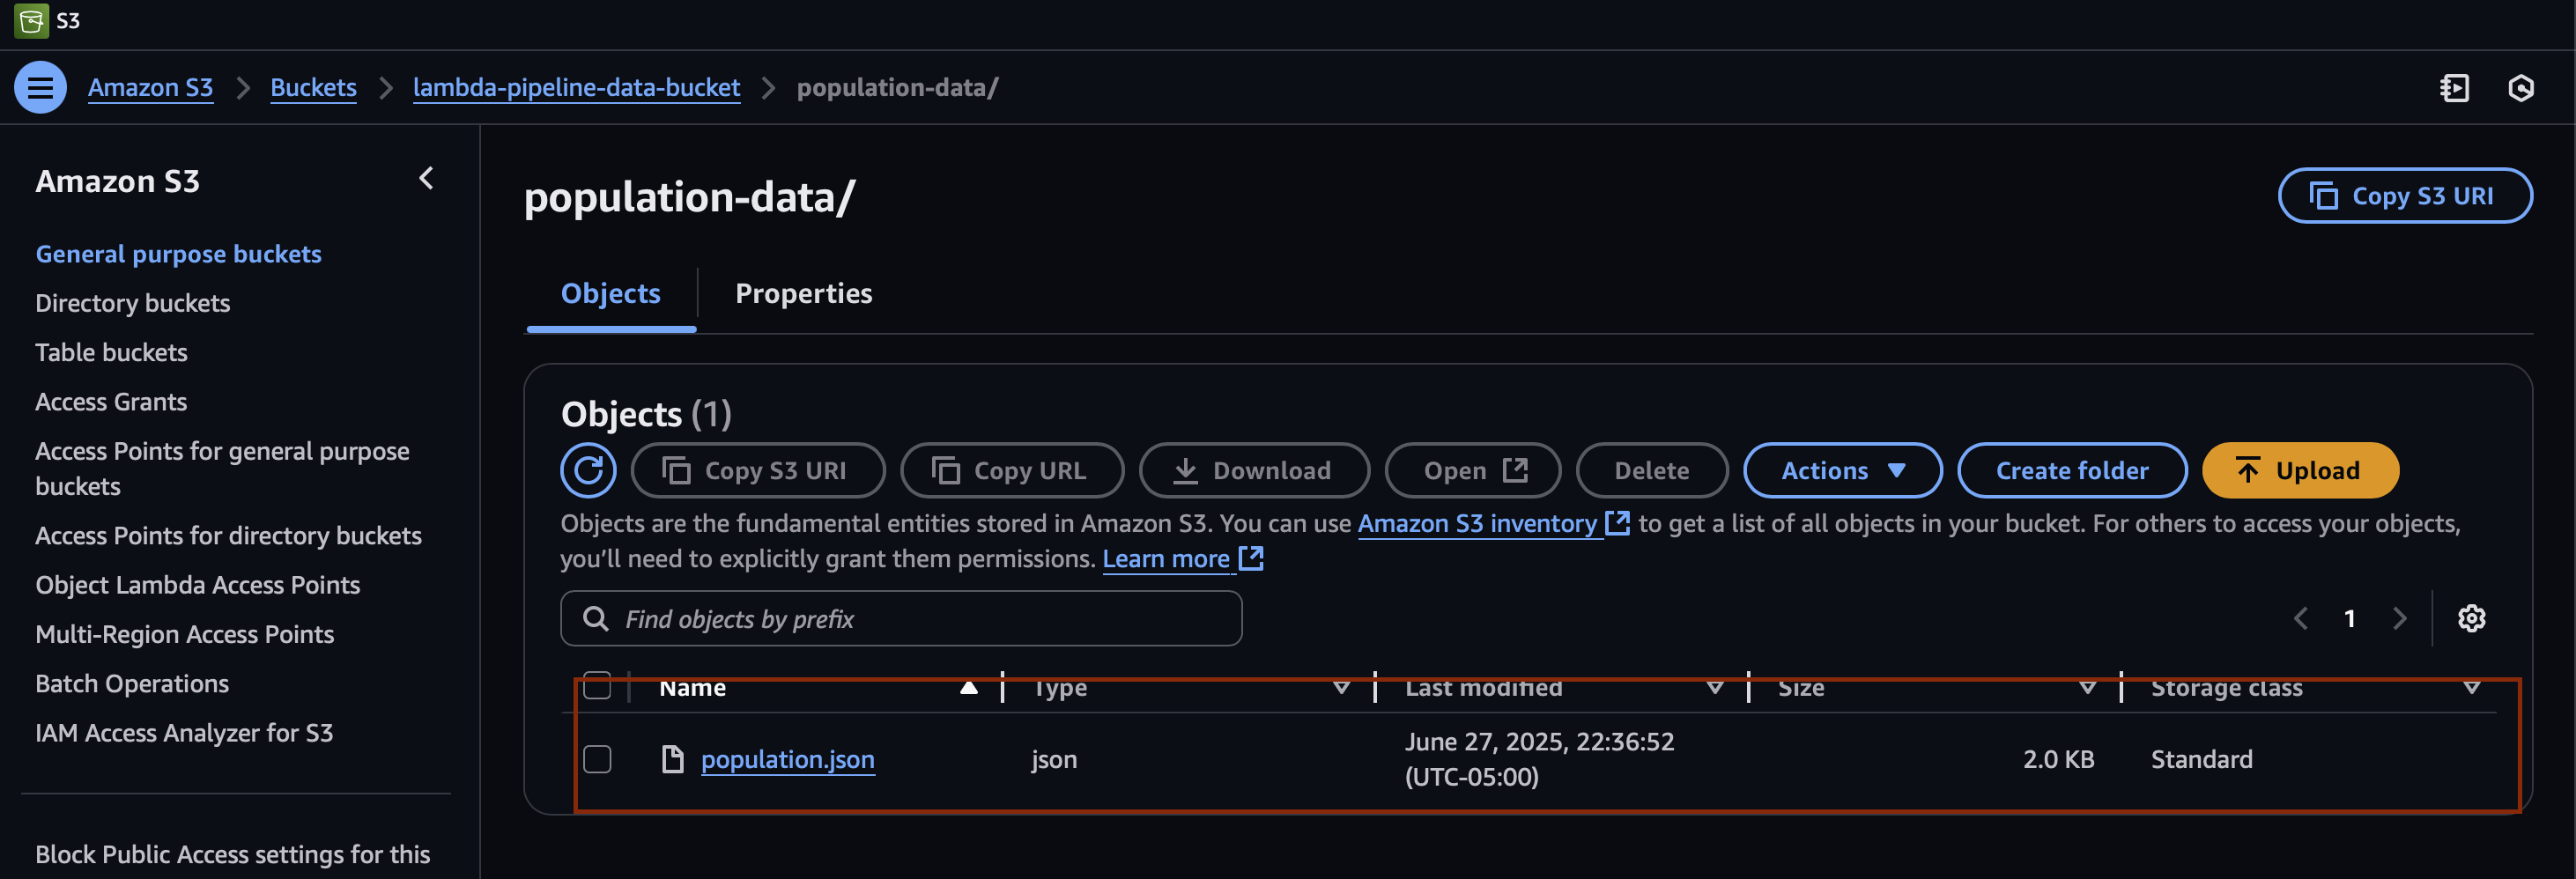 S3
Amazon S3 > Buckets > lambda-pipeline-data-bucket > population-data/
Amazon S3
General purpose buckets
Directory buckets
Table buckets
Access Grants
Access Points for general purpose
buckets
Access Points for directory buckets
Object Lambda Access Points
Multi-Region Access Points
Batch Operations
IAM Access Analyzer for S3
Block Public Access settings for this
population-data/
Copy S3 URI
Objects
Properties
Objects (1)
Copy S3 URI
Copy URL
Download
Open
Delete
Actions
Create folder
Upload
Objects are the fundamental entities stored in Amazon S3. You can use Amazon S3 inventory to get a list of all objects in your bucket. For others to access your objects,
you'll need to explicitly grant them permissions. Learn more
Find objects by prefix
1
Name Type Last modified Size Storage class
population.json json June 27, 2025, 22:36:52 2.0 KB Standard
(UTC-05:00)